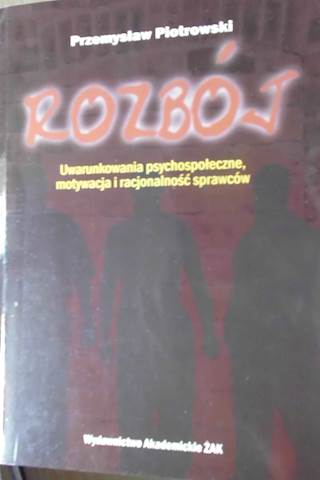 Przemysław Piotrowski
ROZBÓJ
Uwarunkowania psychospołeczne,
motywacja i racjonalność sprawców
Wydawnictwo Akademickie ŻAK